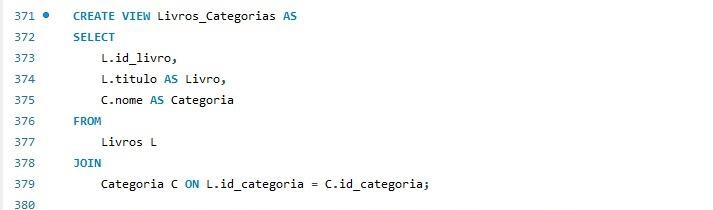 371 CREATE VIEW Livros_Categorias AS
372 SELECT
373 L.id_livro,
374 L.titulo AS Livro,
375 C.nome AS Categoria
376 FROM
377 Livros L
378 JOIN
379 Categoria C ON L.id_categoria = C.id_categoria;
380